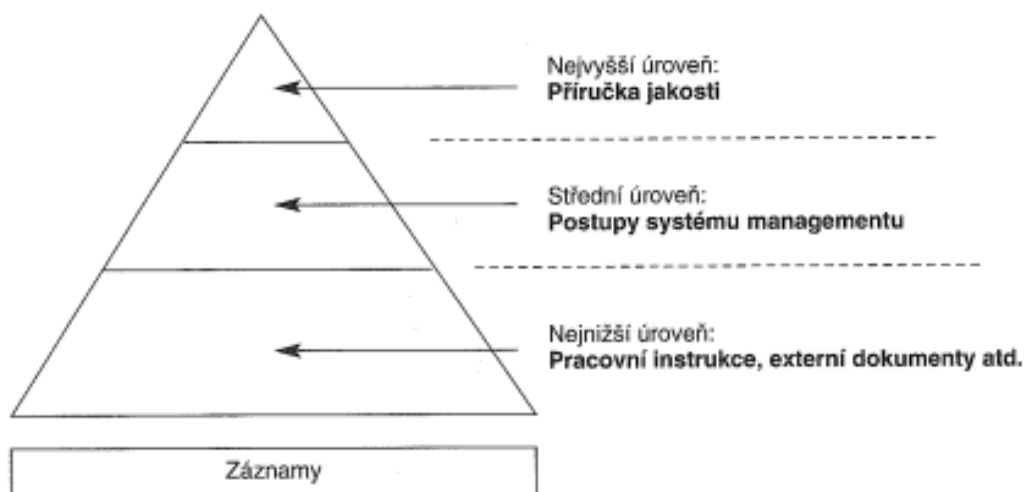 Nejvyšší úroveň:
Příručka jakosti
Střední úroveň:
Postupy systému managementu
Nejnižší úroveň:
Pracovní instrukce, externí dokumenty atd.
Záznamy